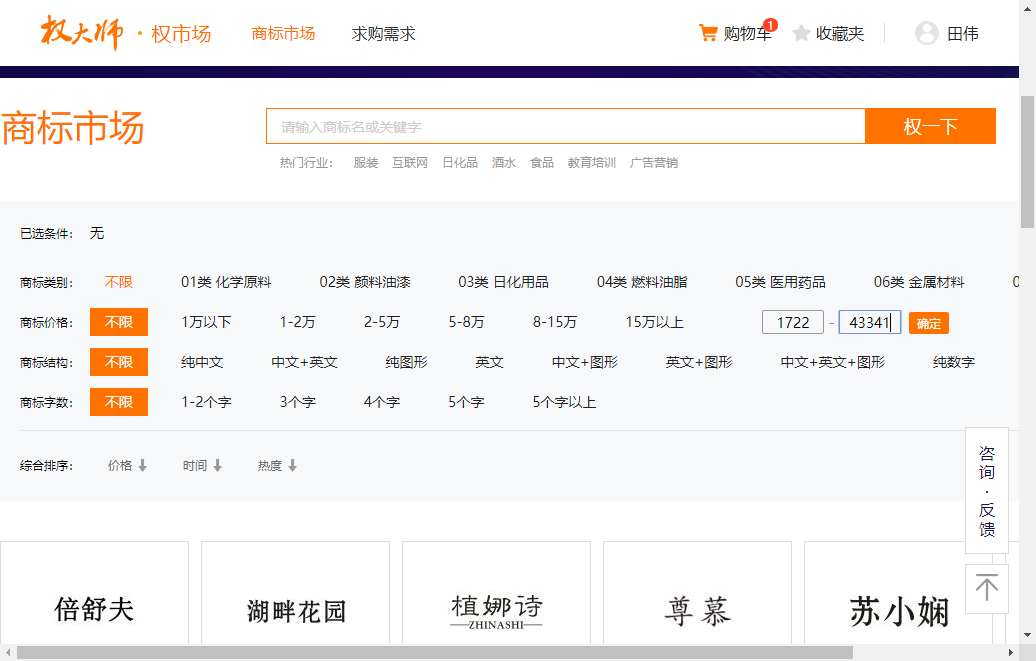 权大师 · 权市场 商标市场 求购需求 购物车 1 收藏夹 田伟
商标市场 请输入商标名或关键字 权一下
热门行业： 服装 互联网 日化品 酒水 食品 教育培训 广告营销
已选条件： 无
商标类别： 不限 01类 化学原料 02类 颜料油漆 03类 日化用品 04类 燃料油脂 05类 医用药品 06类 金属材料 0
商标价格： 不限 1万以下 1-2万 2-5万 5-8万 8-15万 15万以上 1722 - 43341 确定
商标结构： 不限 纯中文 中文+英文 纯图形 英文 中文+图形 英文+图形 中文+英文+图形 纯数字
商标字数： 不限 1-2个字 3个字 4个字 5个字 5个字以上
综合排序： 价格 时间 热度
咨询·反馈
倍舒夫 湖畔花园 植娜诗 尊慕 苏小娴
ZHINASHI